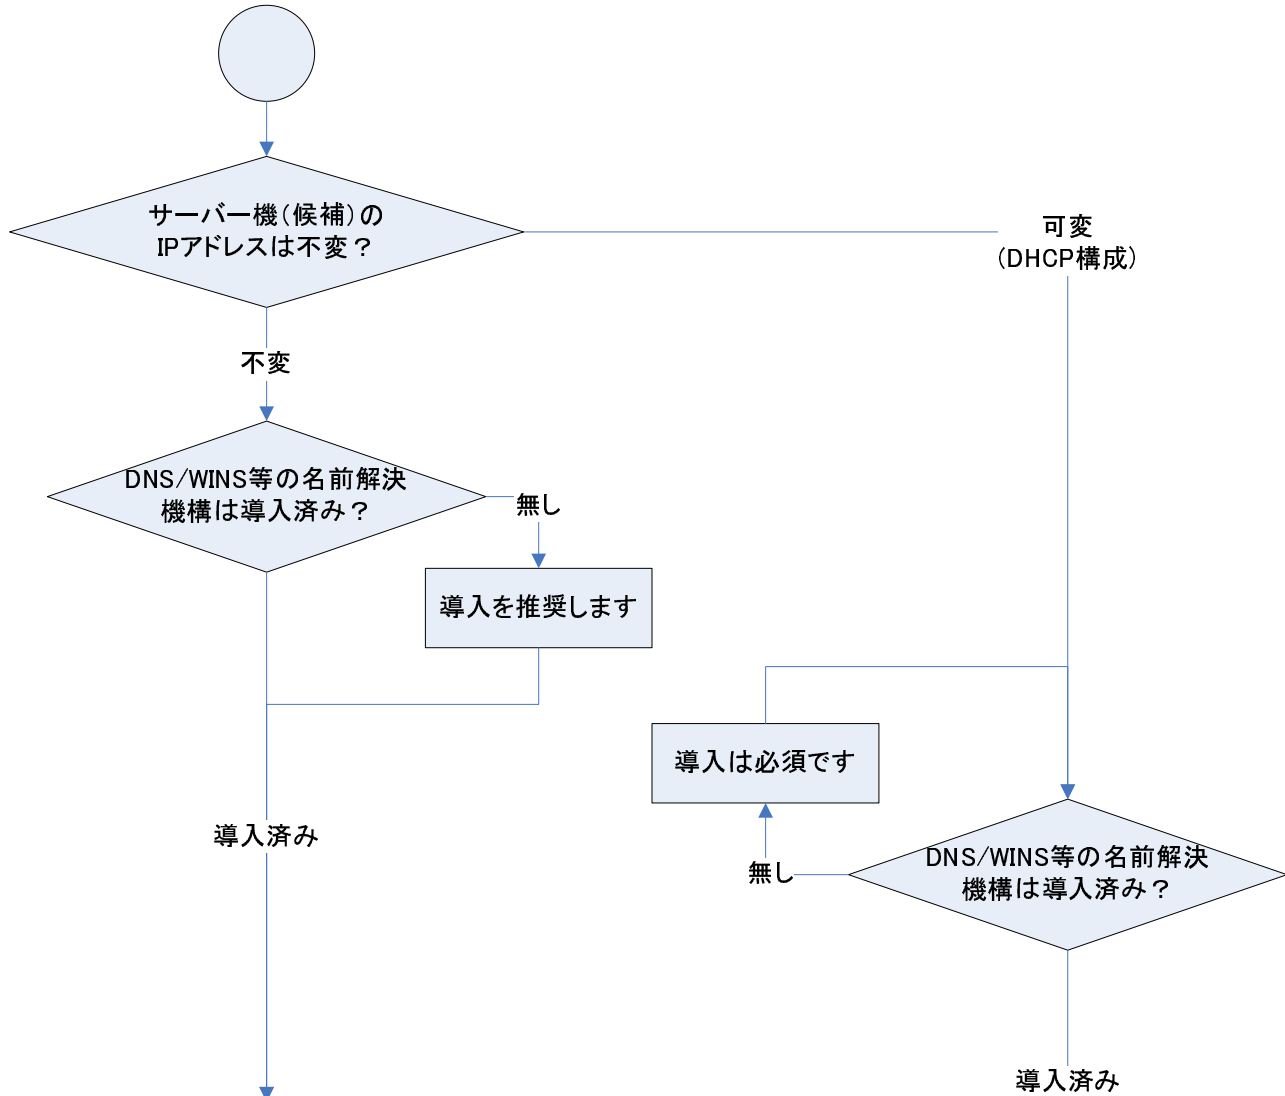 サーバー機（候補）の
IPアドレスは不変？
可変
（DHCP構成）
不変
DNS/WINS等の名前解決
機構は導入済み？
無し
導入を推奨します
導入は必須です
導入済み
DNS/WINS等の名前解決
機構は導入済み？
無し
導入済み